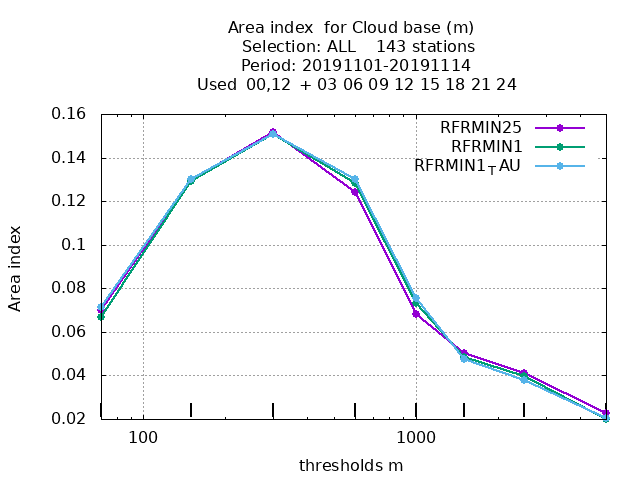 Area index  for Cloud base (m)
Selection: ALL    143 stations
Period: 20191101-20191114
Used  00,12  + 03 06 09 12 15 18 21 24
0.16
RFRMIN25
RFRMIN1
0.14
RFRMIN1TAU
0.12
0.1
Area index
0.08
0.06
0.04
0.02
100 1000
thresholds m